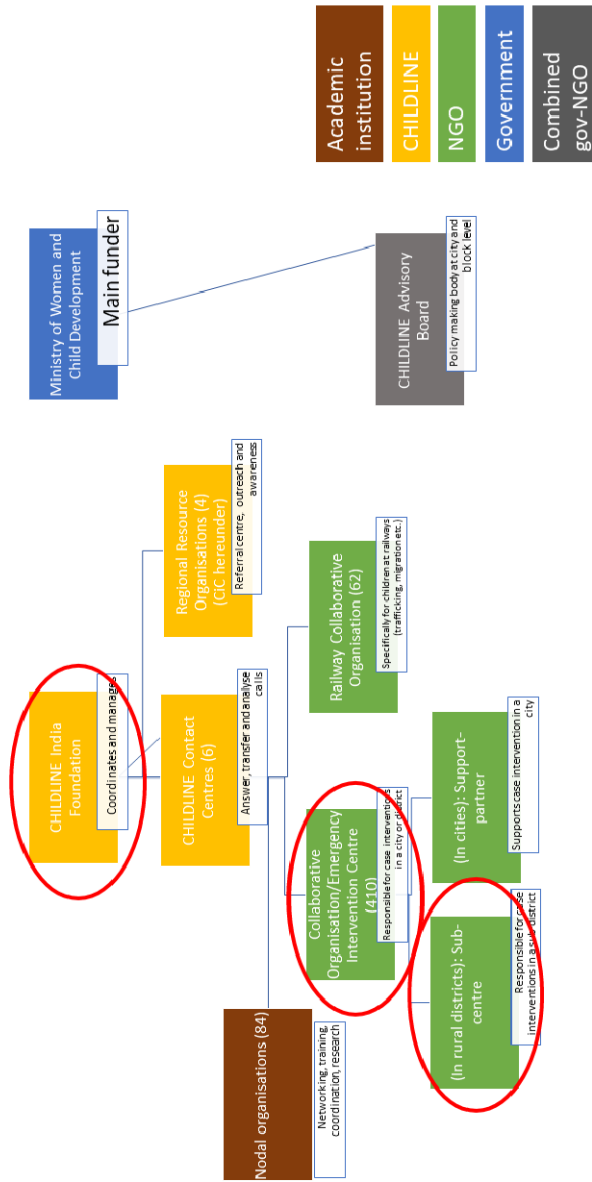 CHILDLINE India
Foundation
Coordinates and manages
Ministry of Women and
Child Development
Main funder
CHILDLINE Contact
Centres (6)
Answer, transfer and analyse
calls
Regional Resource
Organisations (4)
(CiC hereunder)
Referral centre, outreach and
awareness
Nodal organisations (84)
Networking, training,
coordination, research
Collaborative
Organisation/Emergency
Intervention Centre
(410)
Responsible for case interventions
in a city or district
Railway Collaborative
Organisation (62)
Specifically for children at railways
(trafficking, migration etc.)
CHILDLINE Advisory
Board
Policy making body at city and
block level
(In rural districts): Sub-
centre
Responsible for case
interventions in a sub-district
(In cities): Support-
partner
Supports case intervention in a
city
Academic
institution
CHILDLINE
NGO
Government
Combined
gov-NGO